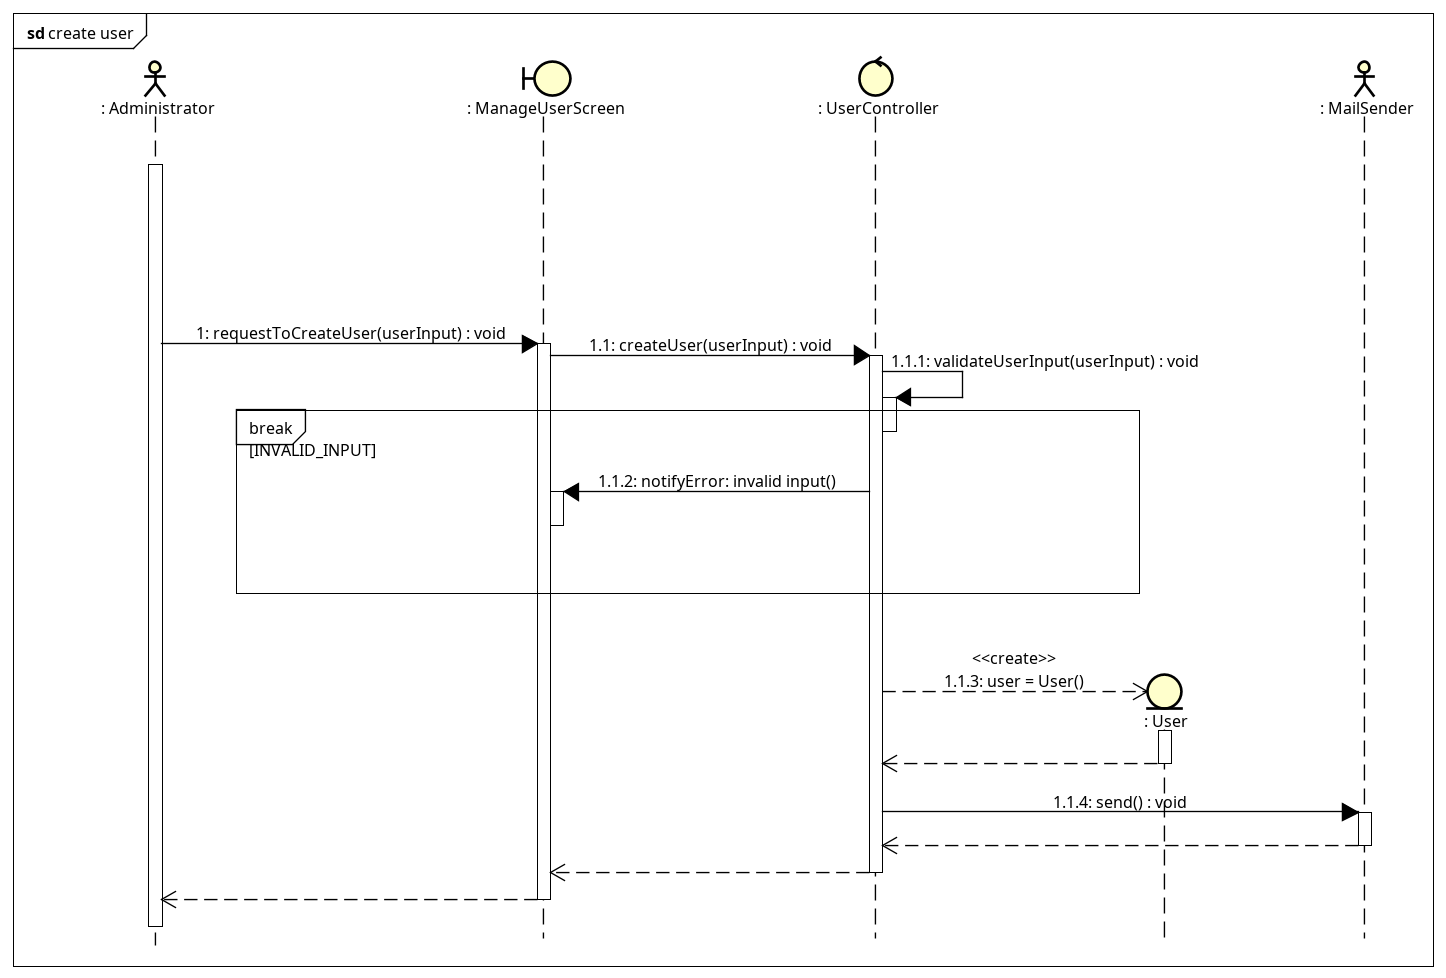 sd create user
: Administrator
: ManageUserScreen
: UserController
: MailSender
1: requestToCreateUser(userInput) : void
1.1: createUser(userInput) : void
1.1.1: validateUserInput(userInput) : void
break
[INVALID_INPUT]
1.1.2: notifyError: invalid input()
<<create>>
1.1.3: user = User()
: User
1.1.4: send() : void